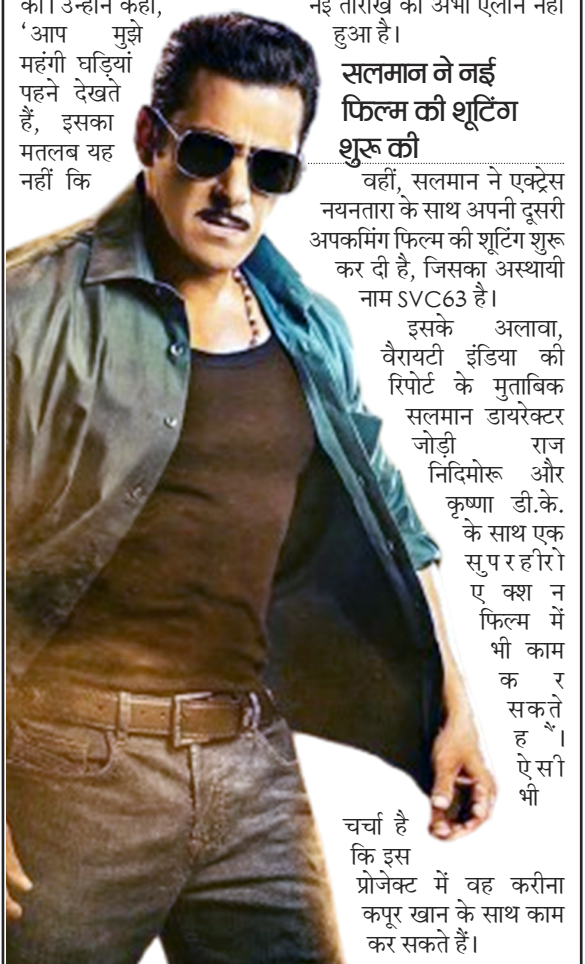 की। उन्होंने कहा,
‘आप मुझे
महंगी घड़ियां
पहने देखते
हैं, इसका
मतलब यह
नहीं कि
नई तारीख का अभी ऐलान नहीं
हुआ है।
सलमान ने नई
फिल्म की शूटिंग
शुरू की
वहीं, सलमान ने एक्ट्रेस
नयनतारा के साथ अपनी दूसरी
अपकमिंग फिल्म की शूटिंग शुरू
कर दी है, जिसका अस्थायी
नाम SVC63 है।
इसके अलावा,
वैरायटी इंडिया की
रिपोर्ट के मुताबिक
सलमान डायरेक्टर
जोड़ी राज
निदिमोरू और
कृष्णा डी.के.
के साथ एक
सुपरहीरो
एक्शन
फिल्म में
भी काम
कर
सकते
हैं।
ऐसी
भी
चर्चा है
कि इस
प्रोजेक्ट में वह करीना
कपूर खान के साथ काम
कर सकते हैं।